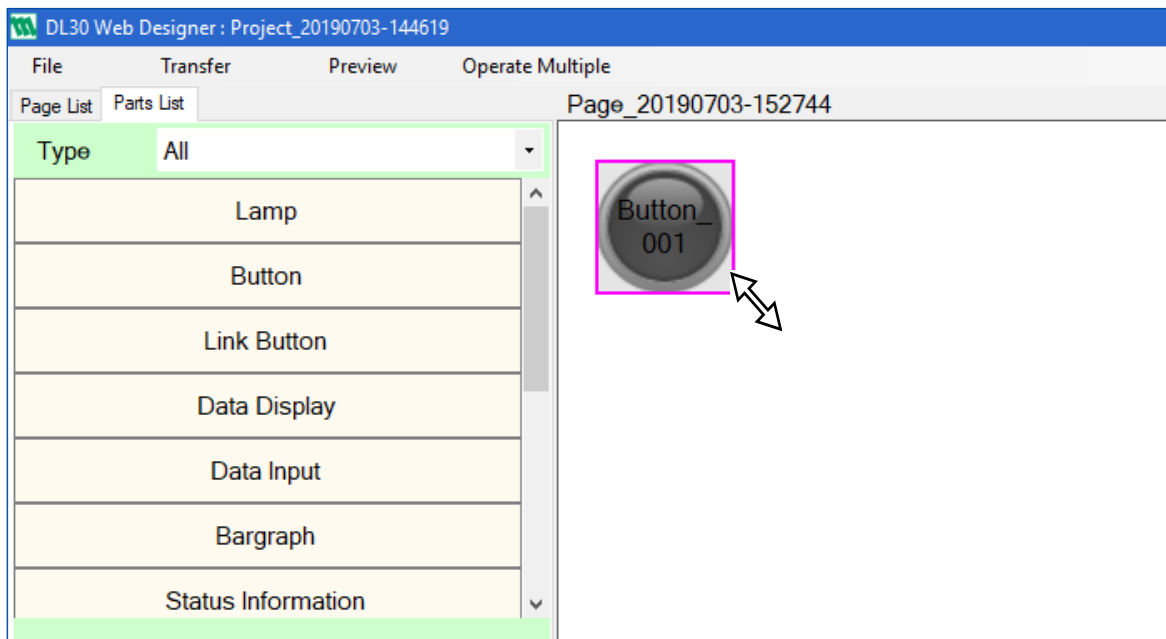 DL30 Web Designer : Project_20190703-144619
File Transfer Preview Operate Multiple
Page List Parts List
Page_20190703-152744
Type All
Lamp
Button
Link Button
Data Display
Data Input
Bargraph
Status Information
Button_
001